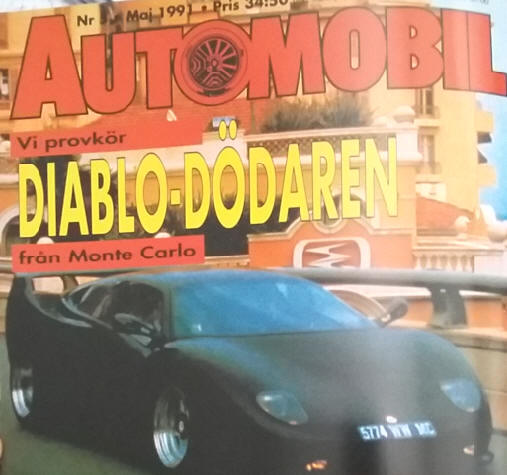 Nr 5 • Maj 1991 • Pris 34:50
AUTOMOBIL
Vi provkör
DIABLO-DÖDAREN
från Monte Carlo
5774 WW MC